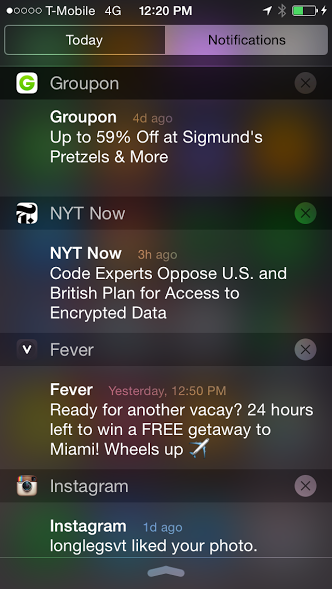 T-Mobile 4G 12:20 PM
Today Notifications
Groupon
Groupon 4d ago
Up to 59% Off at Sigmund's
Pretzels & More
NYT Now
NYT Now 3h ago
Code Experts Oppose U.S. and
British Plan for Access to
Encrypted Data
Fever
Fever Yesterday, 12:50 PM
Ready for another vacay? 24 hours
left to win a FREE getaway to
Miami! Wheels up ✈️
Instagram
Instagram 1d ago
longlegsvt liked your photo.